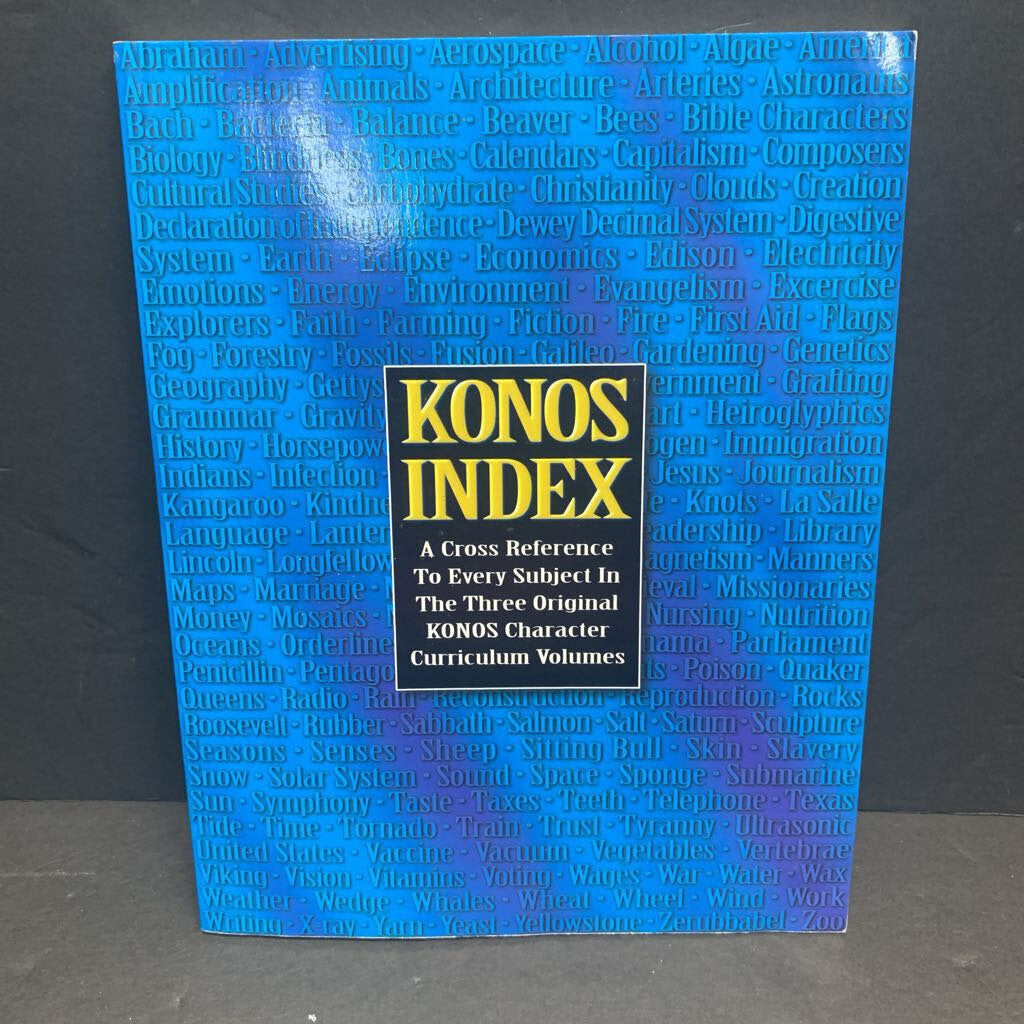 Abraham · Advertising · Aerospace · Alcohol · Algae · America
Amplification · Animals · Architecture · Arteries · Astronauts
Bach · Bacteria · Balance · Beaver · Bees · Bible Characters
Biology · Blindness · Bones · Calendars · Capitalism · Composers
Cultural Studies · Carbohydrate · Christianity · Clouds · Creation
Declaration of Independence · Dewey Decimal System · Digestive
System · Earth · Eclipse · Economics · Edison · Electricity
Emotions · Energy · Environment · Evangelism · Excercise
Explorers · Faith · Farming · Fiction · Fire · First Aid · Flags
Fog · Forestry · Fossils · Fusion · Galileo · Gardening · Genetics
Geography · Gettys vernment · Grafting
Grammar · Gravity art · Heiroglyphics
History · Horsepow ogen · Immigration
Indians · Infection Jesus · Journalism
Kangaroo · Kindne e · Knots · La Salle
Language · Lanter eadership · Library
Lincoln · Longfellow agnetism · Manners
Maps · Marriage eval · Missionaries
Money · Mosaics Nursing · Nutrition
Oceans · Orderline nama · Parliament
Penicillin · Pentago ts · Poison · Quaker
Queens · Radio · Rain · Reconstruction · Reproduction · Rocks
Roosevelt · Rubber · Sabbath · Salmon · Salt · Saturn · Sculpture
Seasons · Senses · Sheep · Sitting Bull · Skin · Slavery
Snow · Solar System · Sound · Space · Sponge · Submarine
Sun · Symphony · Taste · Taxes · Teeth · Telephone · Texas
Tide · Time · Tornado · Train · Trust · Tyranny · Ultrasonic
United States · Vaccine · Vacuum · Vegetables · Vertebrae
Viking · Vision · Vitamins · Voting · Wages · War · Water · Wax
Weather · Wedge · Whales · Wheat · Wheel · Wind · Work
Writing · X-ray · Yarn · Yeast · Yellowstone · Zerubbabel · Zoo
KONOS
INDEX
A Cross Reference
To Every Subject In
The Three Original
KONOS Character
Curriculum Volumes